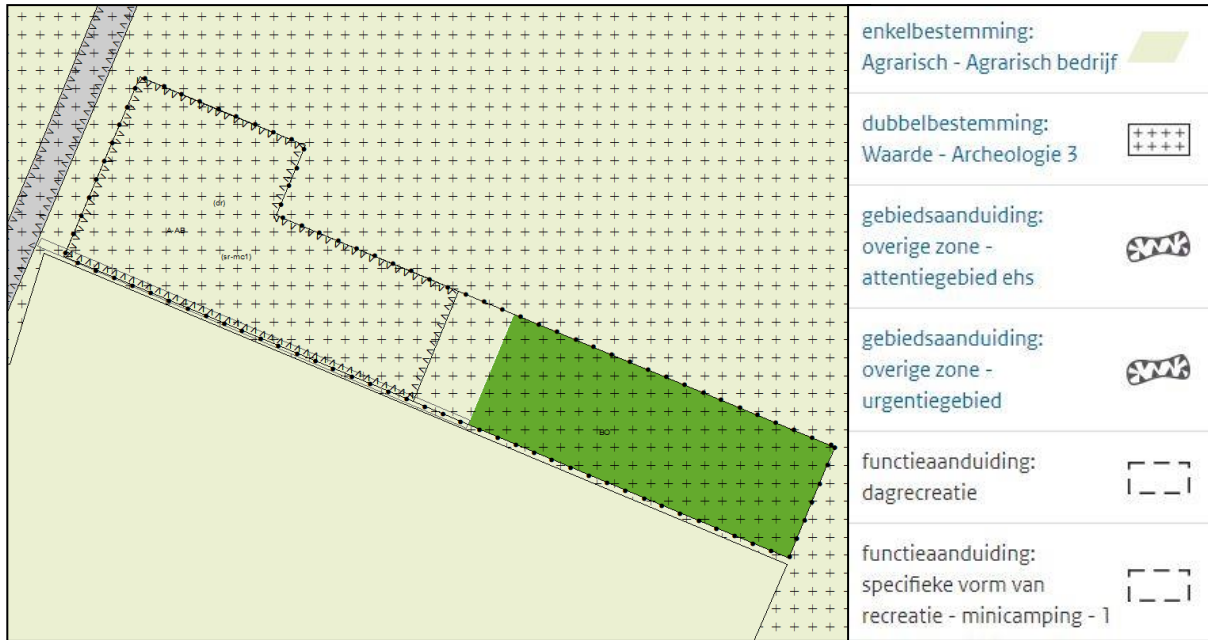 (dr)
A-AB
(sr-mc1)
BO
enkelbestemming:
Agrarisch - Agrarisch bedrijf
dubbelbestemming:
Waarde - Archeologie 3
gebiedsaanduiding:
overige zone -
attentiegebied ehs
gebiedsaanduiding:
overige zone -
urgentiegebied
functieaanduiding:
dagrecreatie
functieaanduiding:
specifieke vorm van
recreatie - minicamping - 1